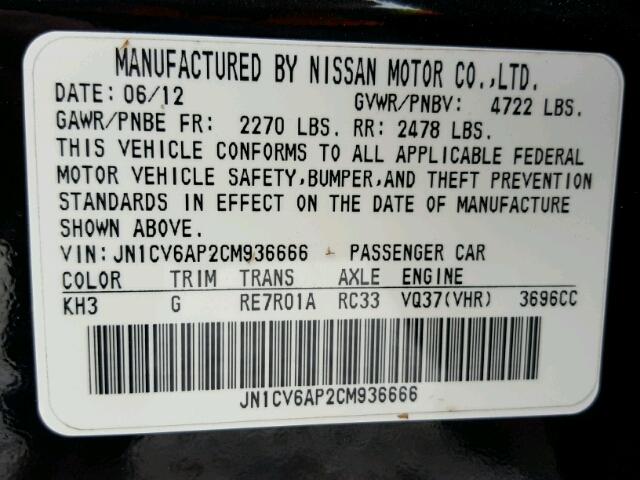 MANUFACTURED BY NISSAN MOTOR CO.,LTD.
DATE: 06/12 GVWR/PNBV: 4722 LBS.
GAWR/PNBE FR: 2270 LBS. RR: 2478 LBS.
THIS VEHICLE CONFORMS TO ALL APPLICABLE FEDERAL
MOTOR VEHICLE SAFETY,BUMPER,AND THEFT PREVENTION
STANDARDS IN EFFECT ON THE DATE OF MANUFACTURE
SHOWN ABOVE.
VIN:JN1CV6AP2CM936666 PASSENGER CAR
COLOR TRIM TRANS AXLE ENGINE
KH3 G RE7R01A RC33 VQ37(VHR) 3696CC
JN1CV6AP2CM936666